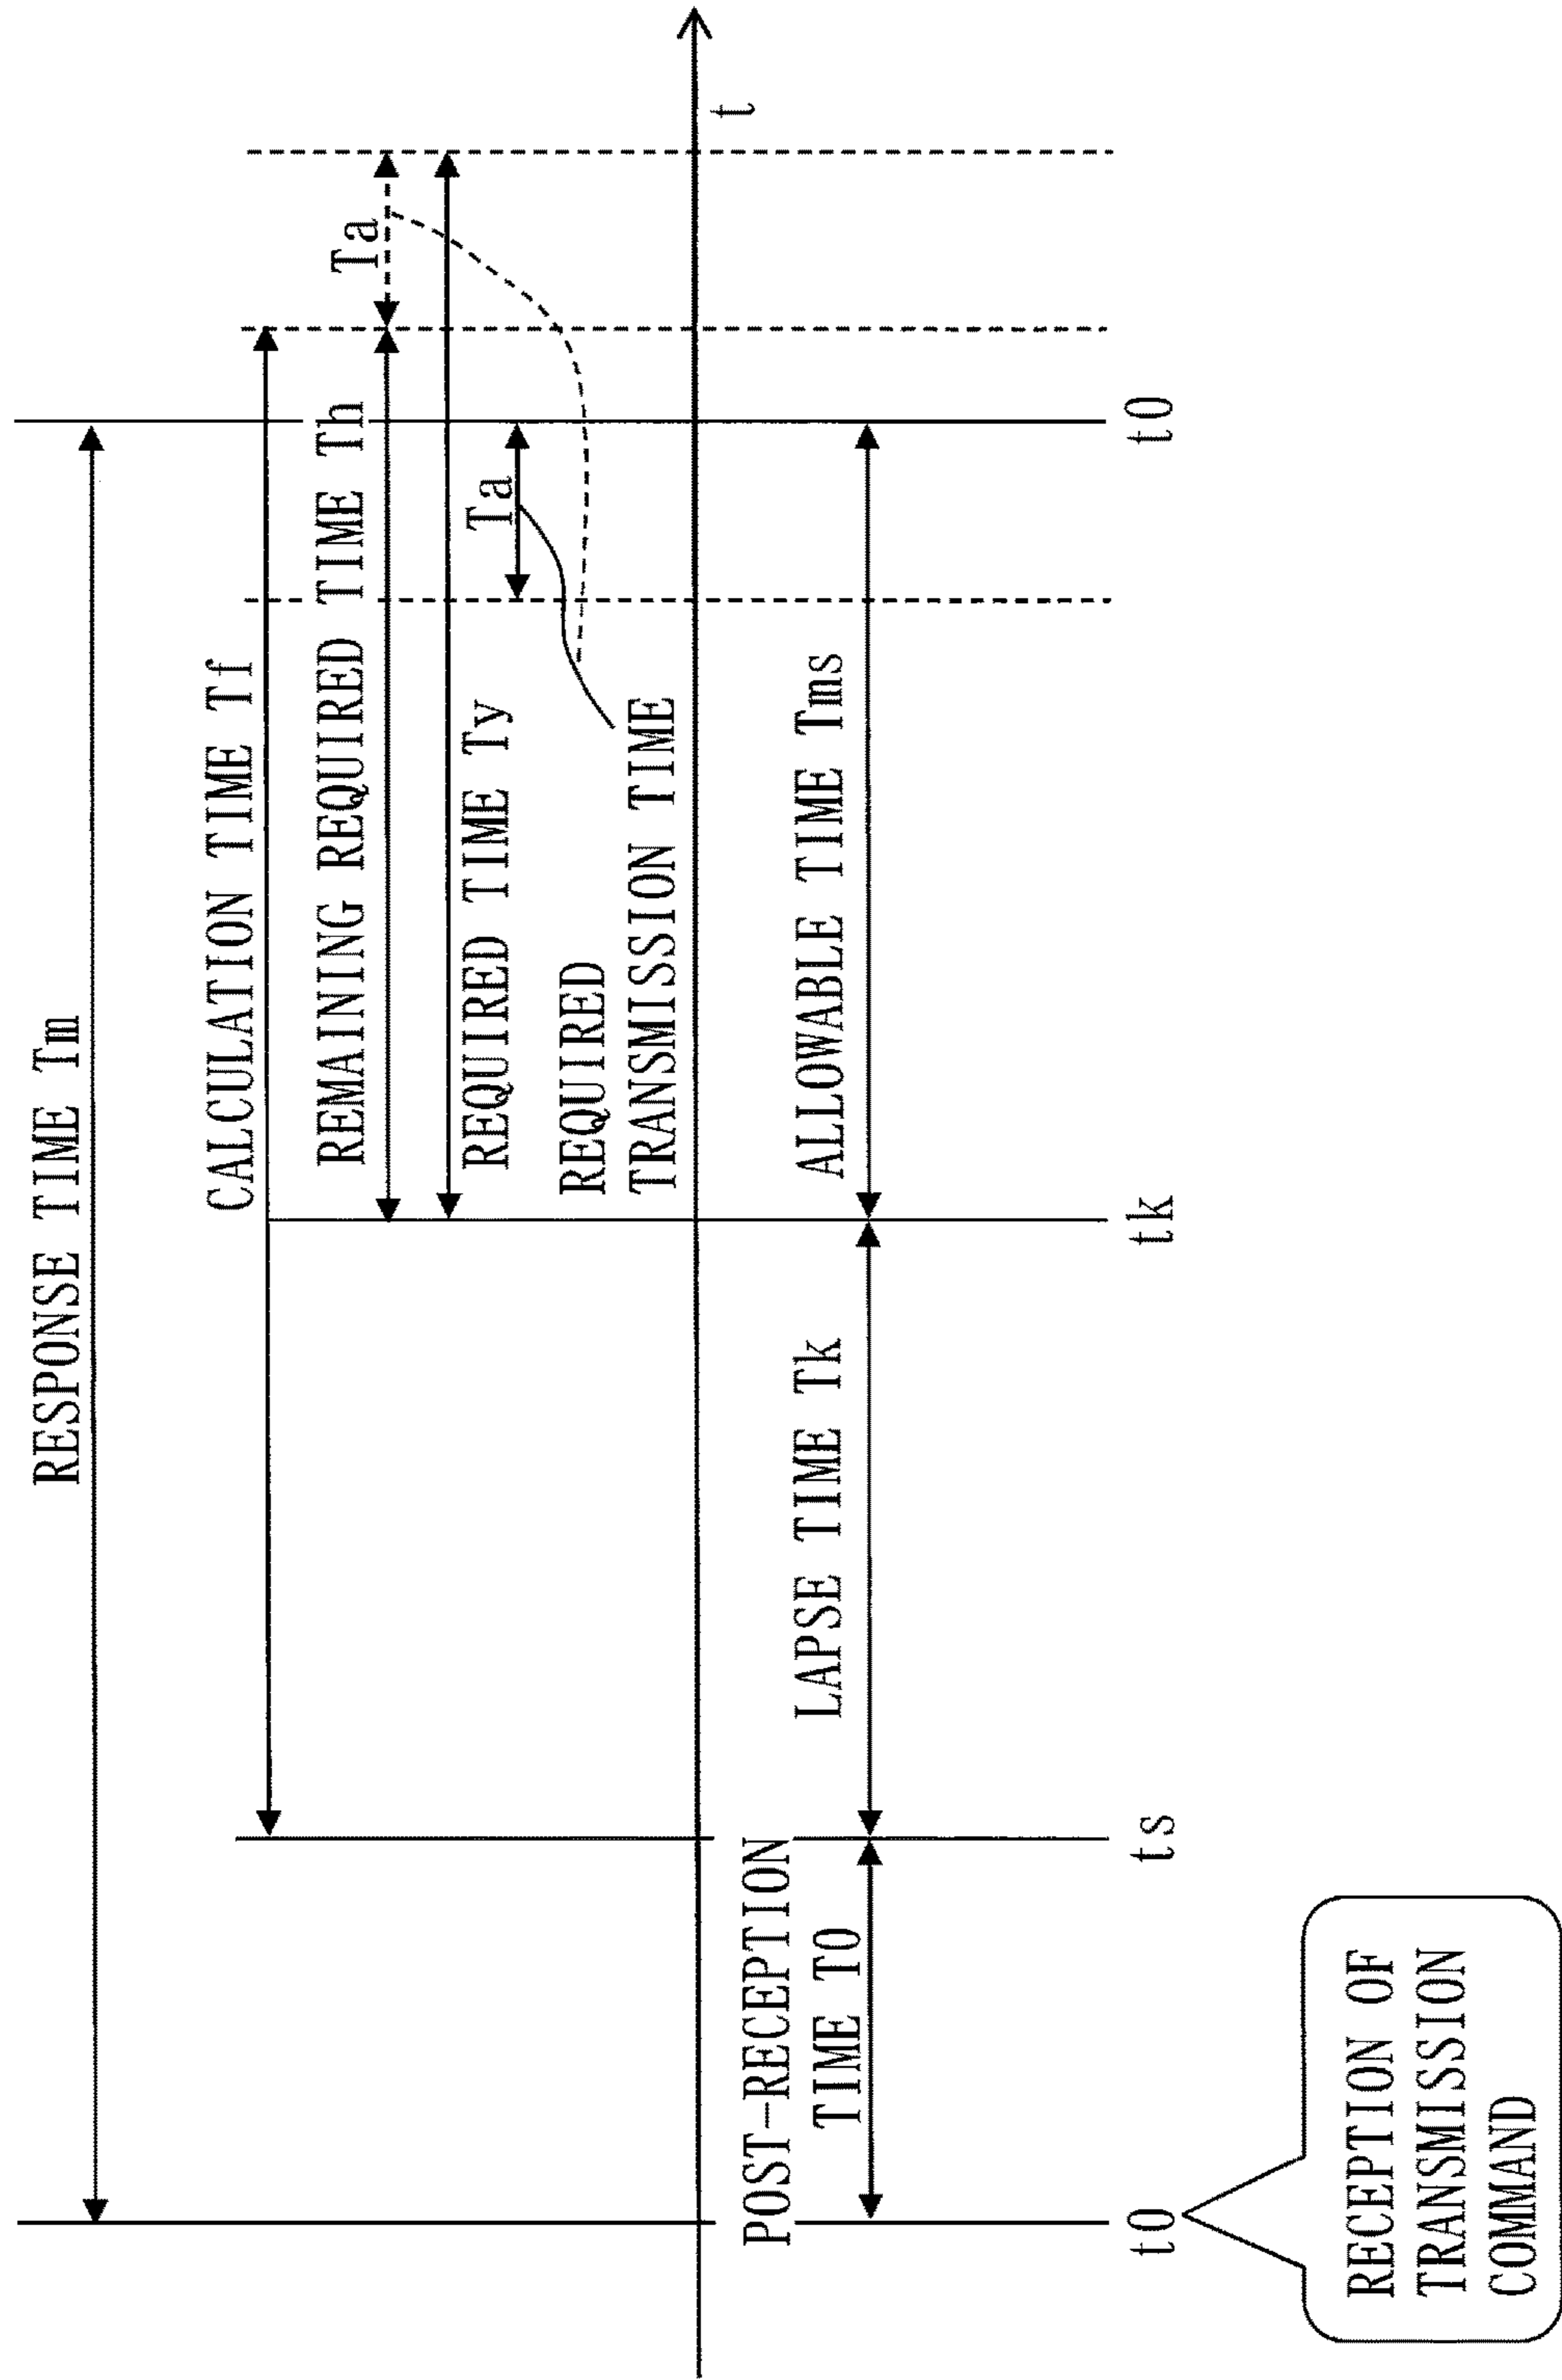 RESPONSE TIME Tm
CALCULATION TIME Tf
REMAINING REQUIRED TIME Th
Ta
REQUIRED TIME Ty
Ta
REQUIRED
TRANSMISSION TIME
t
POST-RECEPTION
TIME T0
LAPSE TIME Tk
ALLOWABLE TIME Tms
t0
ts
tk
t0
RECEPTION OF
TRANSMISSION
COMMAND